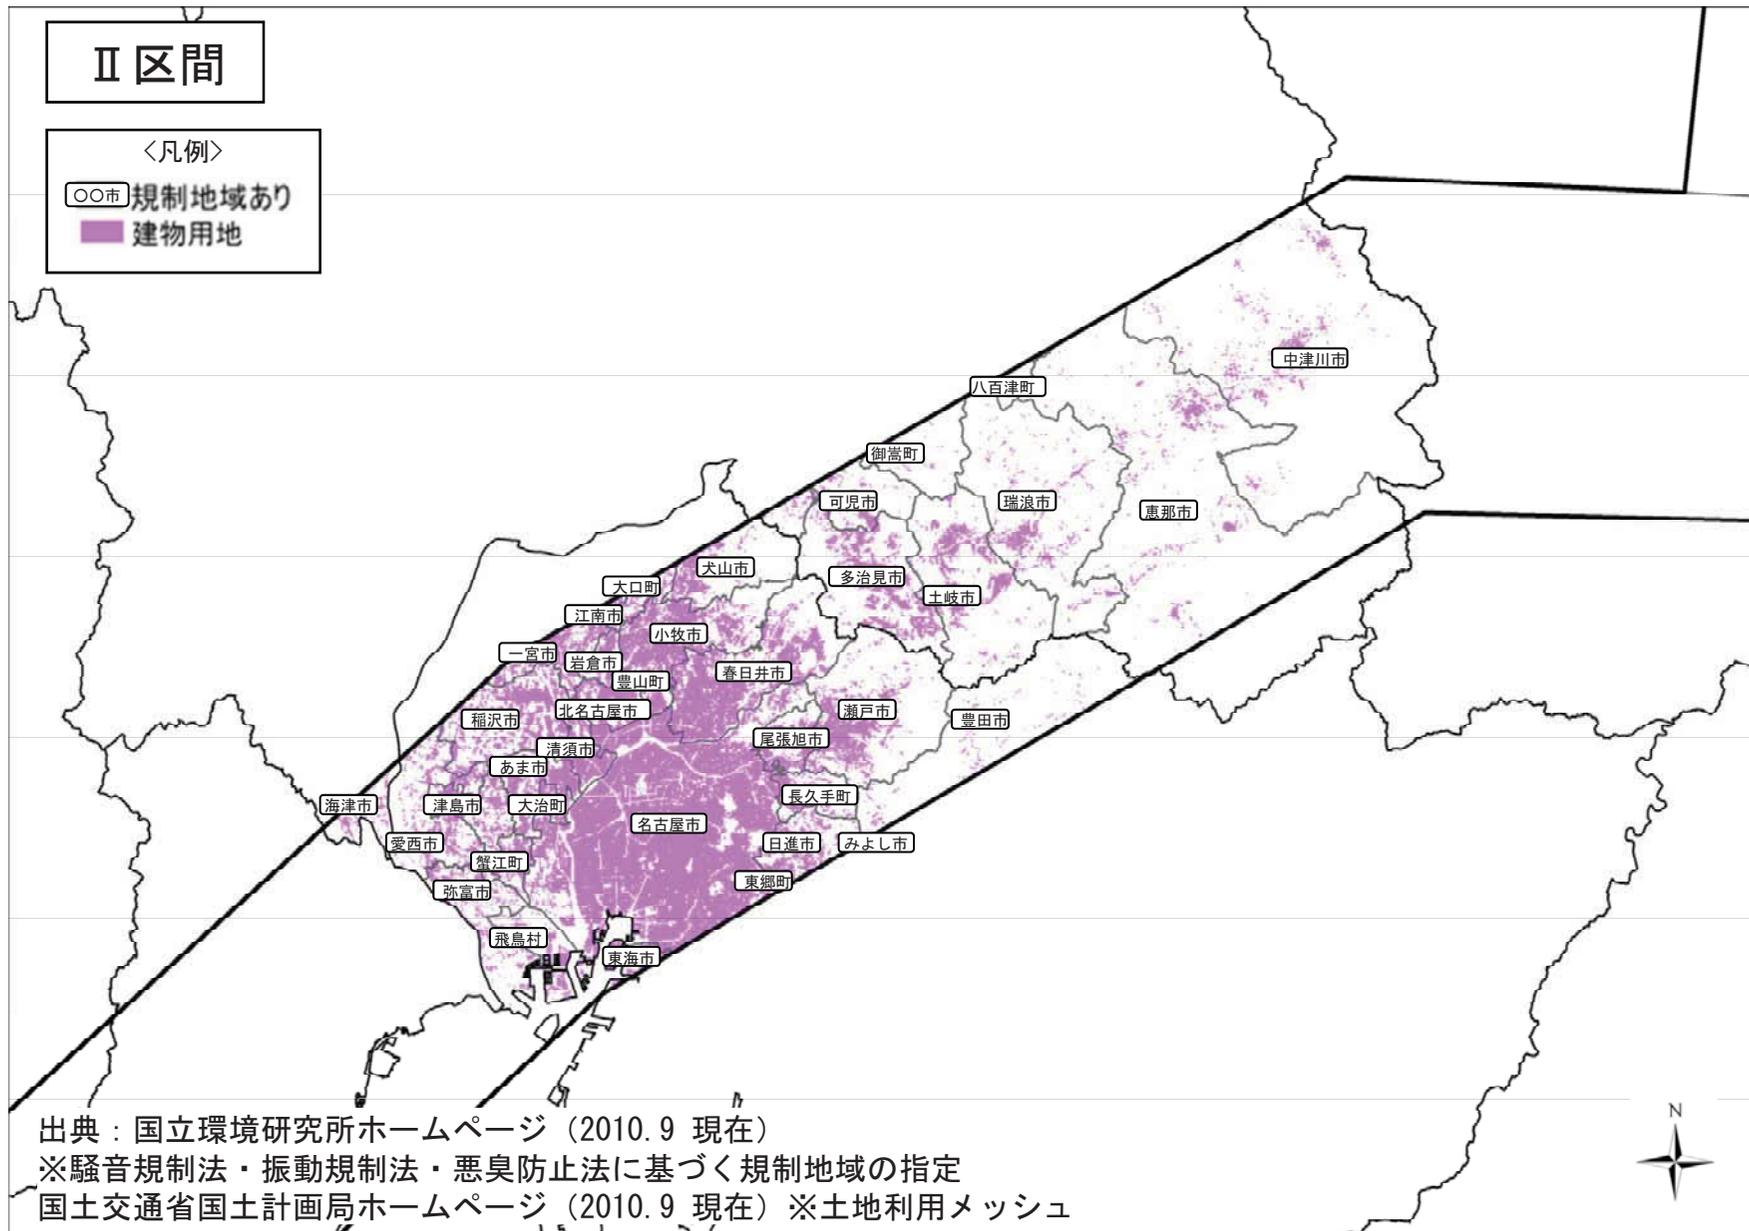 Ⅱ区間
〈凡例〉
○○市 規制地域あり
建物用地
中津川市
八百津町
御嵩町
可児市
瑞浪市
恵那市
犬山市
多治見市
大口町
土岐市
江南市
小牧市
一宮市
岩倉市
春日井市
豊山町
北名古屋市
瀬戸市
稲沢市
豊田市
尾張旭市
清須市
あま市
長久手町
海津市
津島市
大治町
名古屋市
愛西市
日進市
みよし市
蟹江町
東郷町
弥富市
飛島村
東海市
N
出典：国立環境研究所ホームページ（2010.9 現在）
※騒音規制法・振動規制法・悪臭防止法に基づく規制地域の指定
国土交通省国土計画局ホームページ（2010.9 現在）※土地利用メッシュ